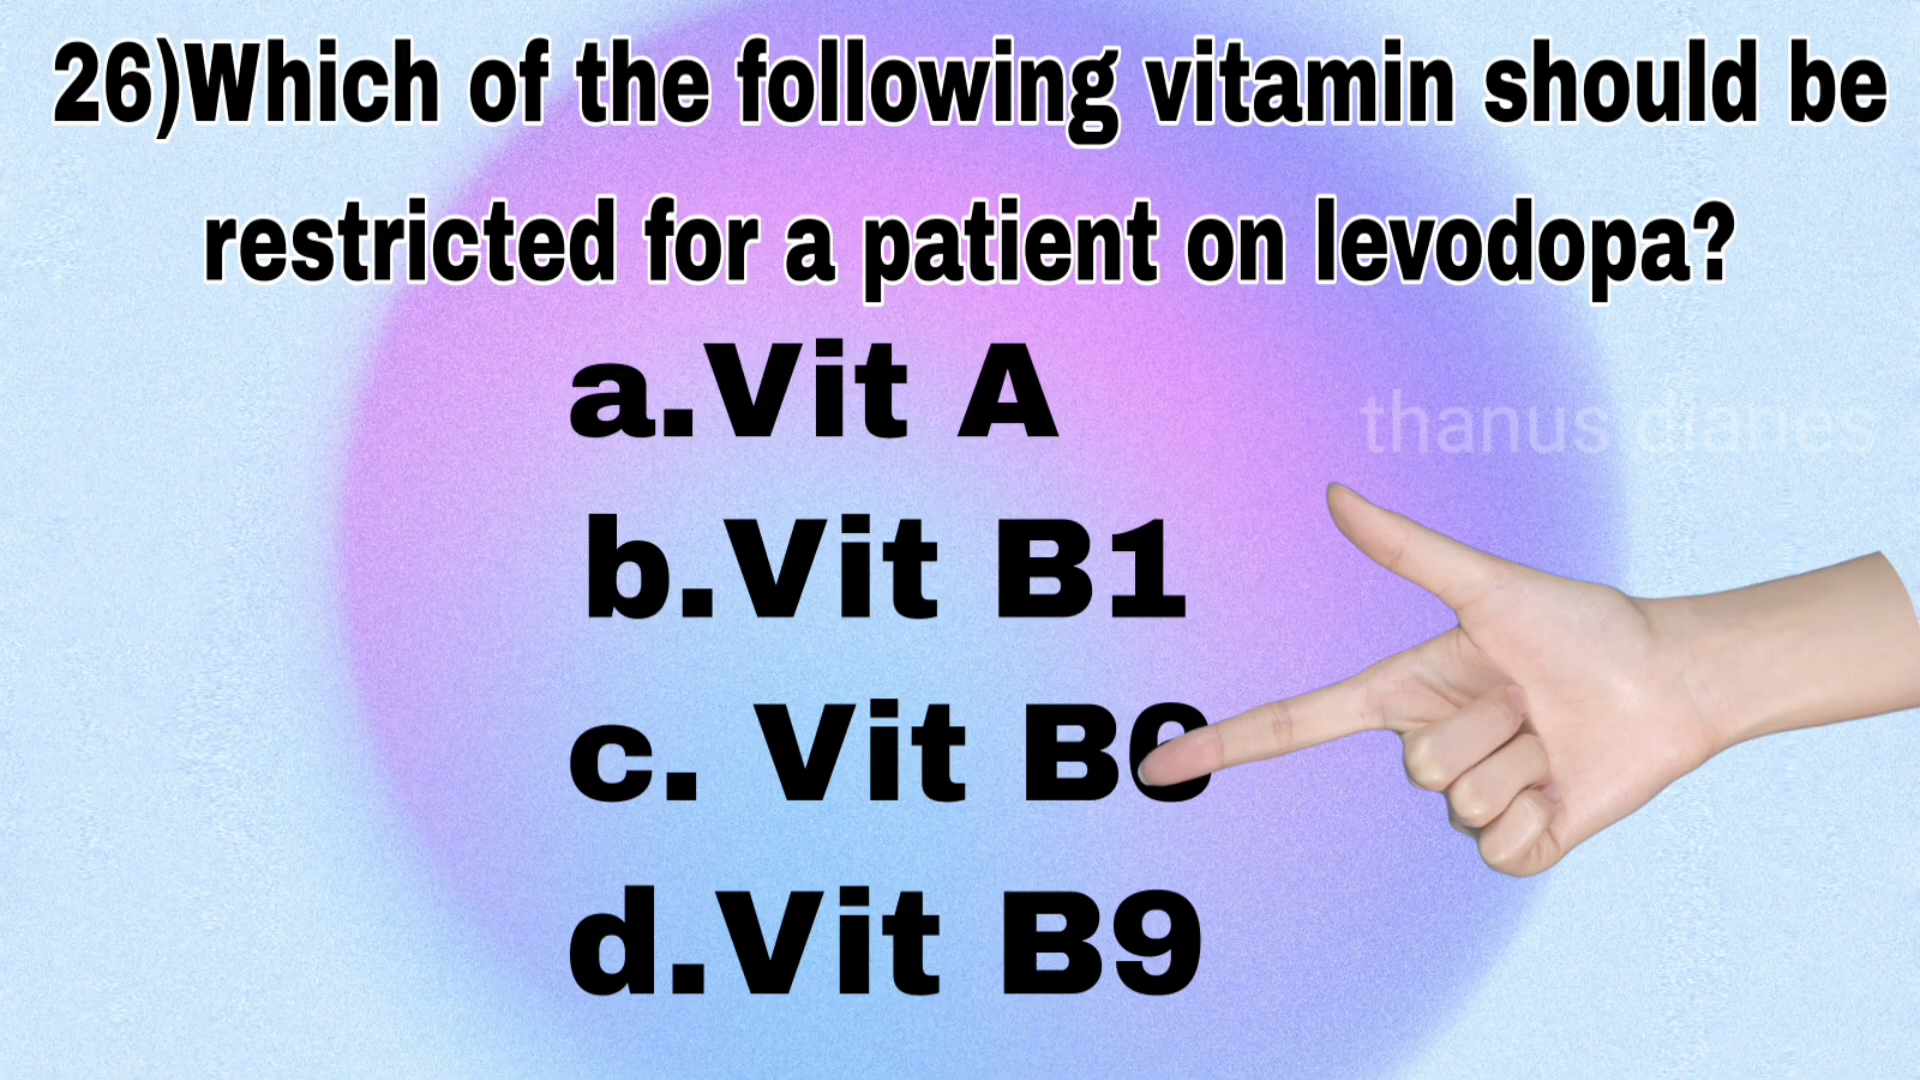 26)Which of the following vitamin should be
restricted for a patient on levodopa?
a.Vit A
thanus diaries
b.Vit B1
c. Vit
d.Vit B9